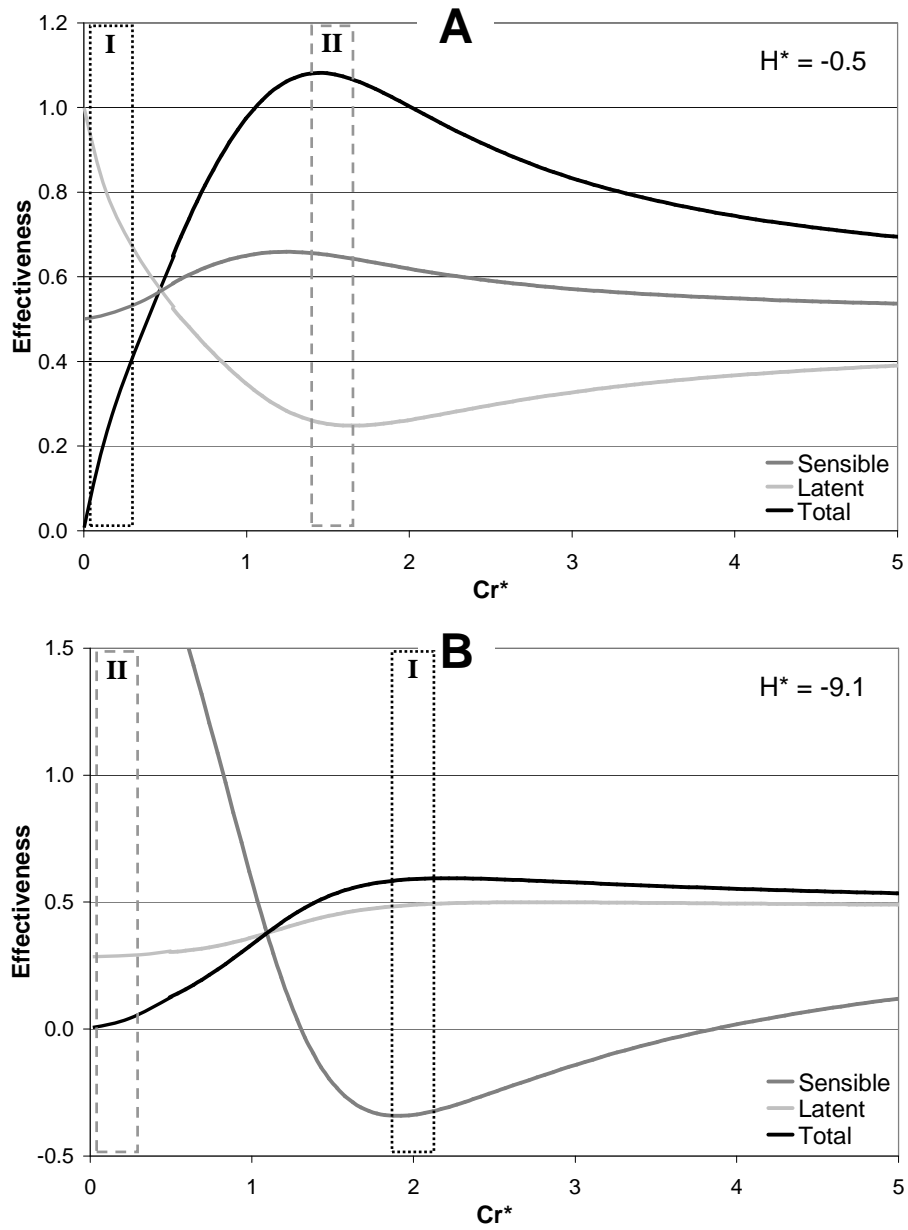 A
I
II
H* = -0.5
1.2
1.0
0.8
0.6
0.4
0.2
0.0
Effectiveness
Sensible
Latent
Total
0 1 2 3 4 5
Cr*
B
II
I
H* = -9.1
1.5
1.0
0.5
0.0
-0.5
Effectiveness
Sensible
Latent
Total
0 1 2 3 4 5
Cr*